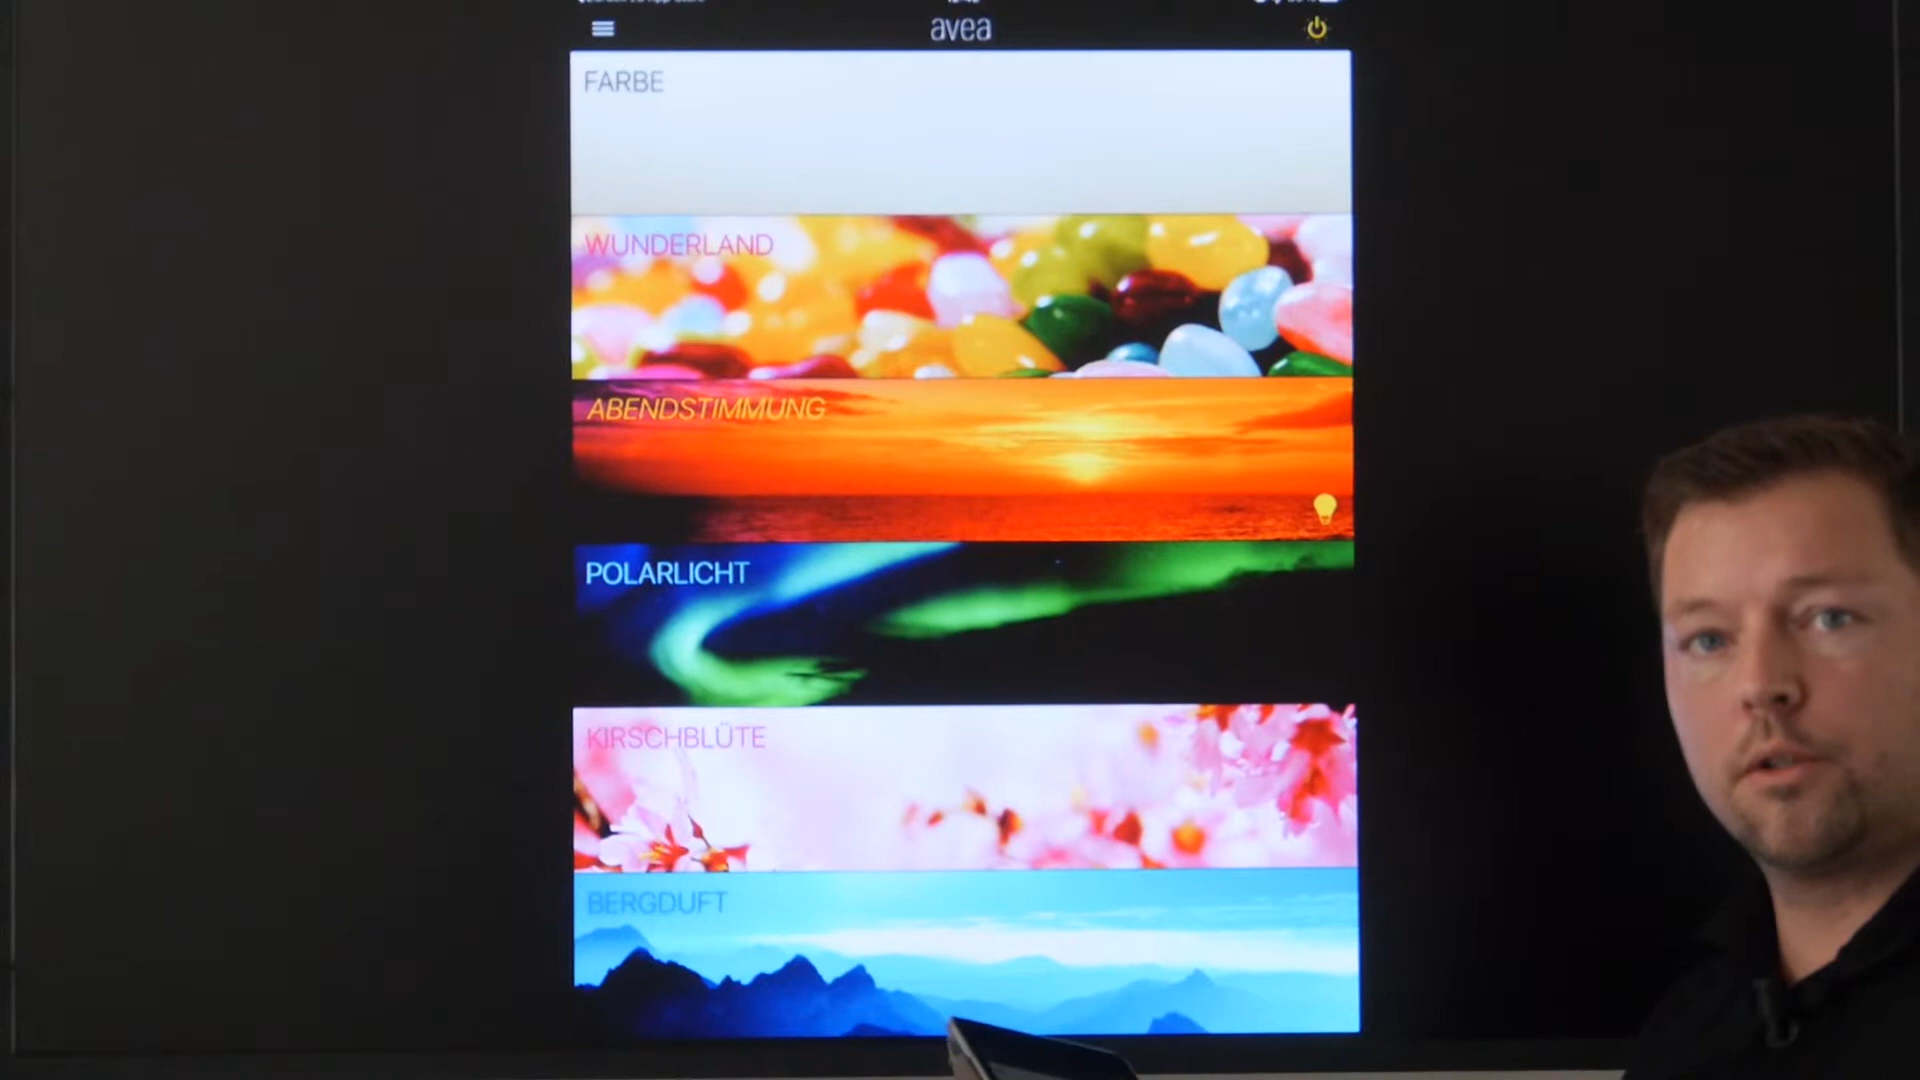 avea
FARBE
WUNDERLAND
ABENDSTIMMUNG
POLARLICHT
KIRSCHBLÜTE
BERGDUFT